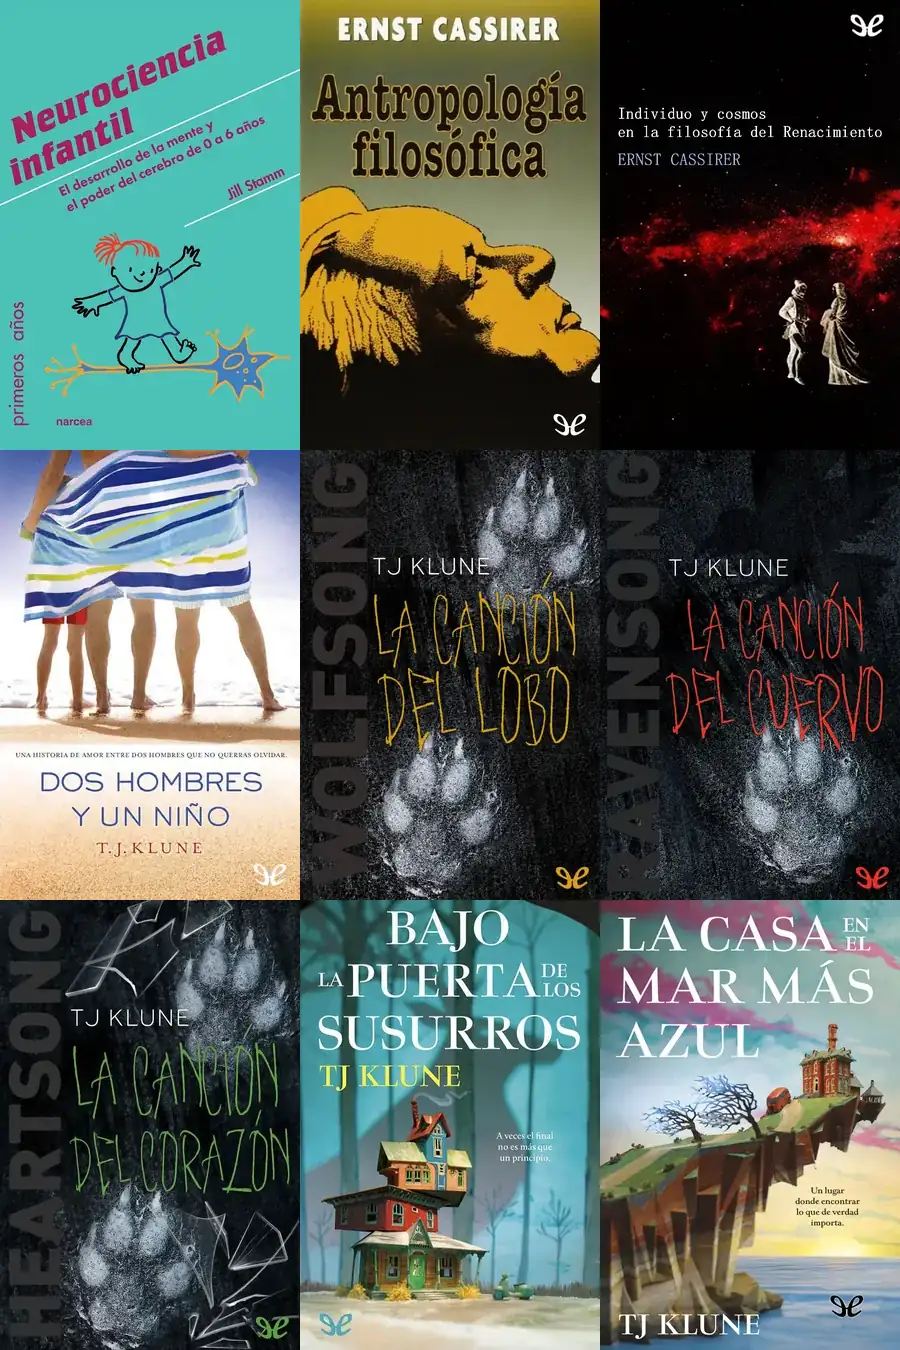 Neurociencia
infantil
El desarrollo de la mente y
el poder del cerebro de 0 a 6 años
Jill Stamm
primeros años
narcea
ERNST CASSIRER
Antropología
filosófica
Individuo y cosmos
en la filosofía del Renacimiento
ERNST CASSIRER
UNA HISTORIA DE AMOR ENTRE DOS HOMBRES QUE NO QUERRÁS OLVIDAR.
DOS HOMBRES
Y UN NIÑO
T.J. KLUNE
WOLFSONG
TJ KLUNE
LA CANCIÓN
DEL LOBO
RAVENSONG
TJ KLUNE
LA CANCIÓN
DEL CUERVO
HEARTSONG
TJ KLUNE
LA CANCIÓN
DEL CORAZÓN
BAJO
LA PUERTA DE LOS
SUSURROS
TJ KLUNE
A veces el final
no es más que
un principio.
LA CASA EN EL
MAR MÁS
AZUL
Un lugar
donde encontrar
lo que de verdad
importa.
TJ KLUNE